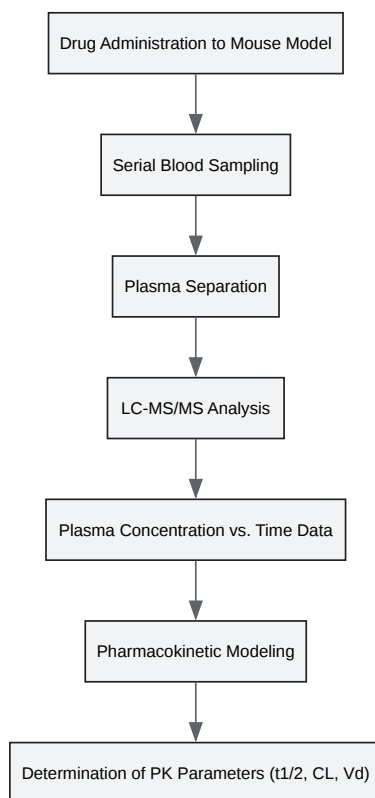 Drug Administration to Mouse Model
Serial Blood Sampling
Plasma Separation
LC-MS/MS Analysis
Plasma Concentration vs. Time Data
Pharmacokinetic Modeling
Determination of PK Parameters (t1/2, CL, Vd)